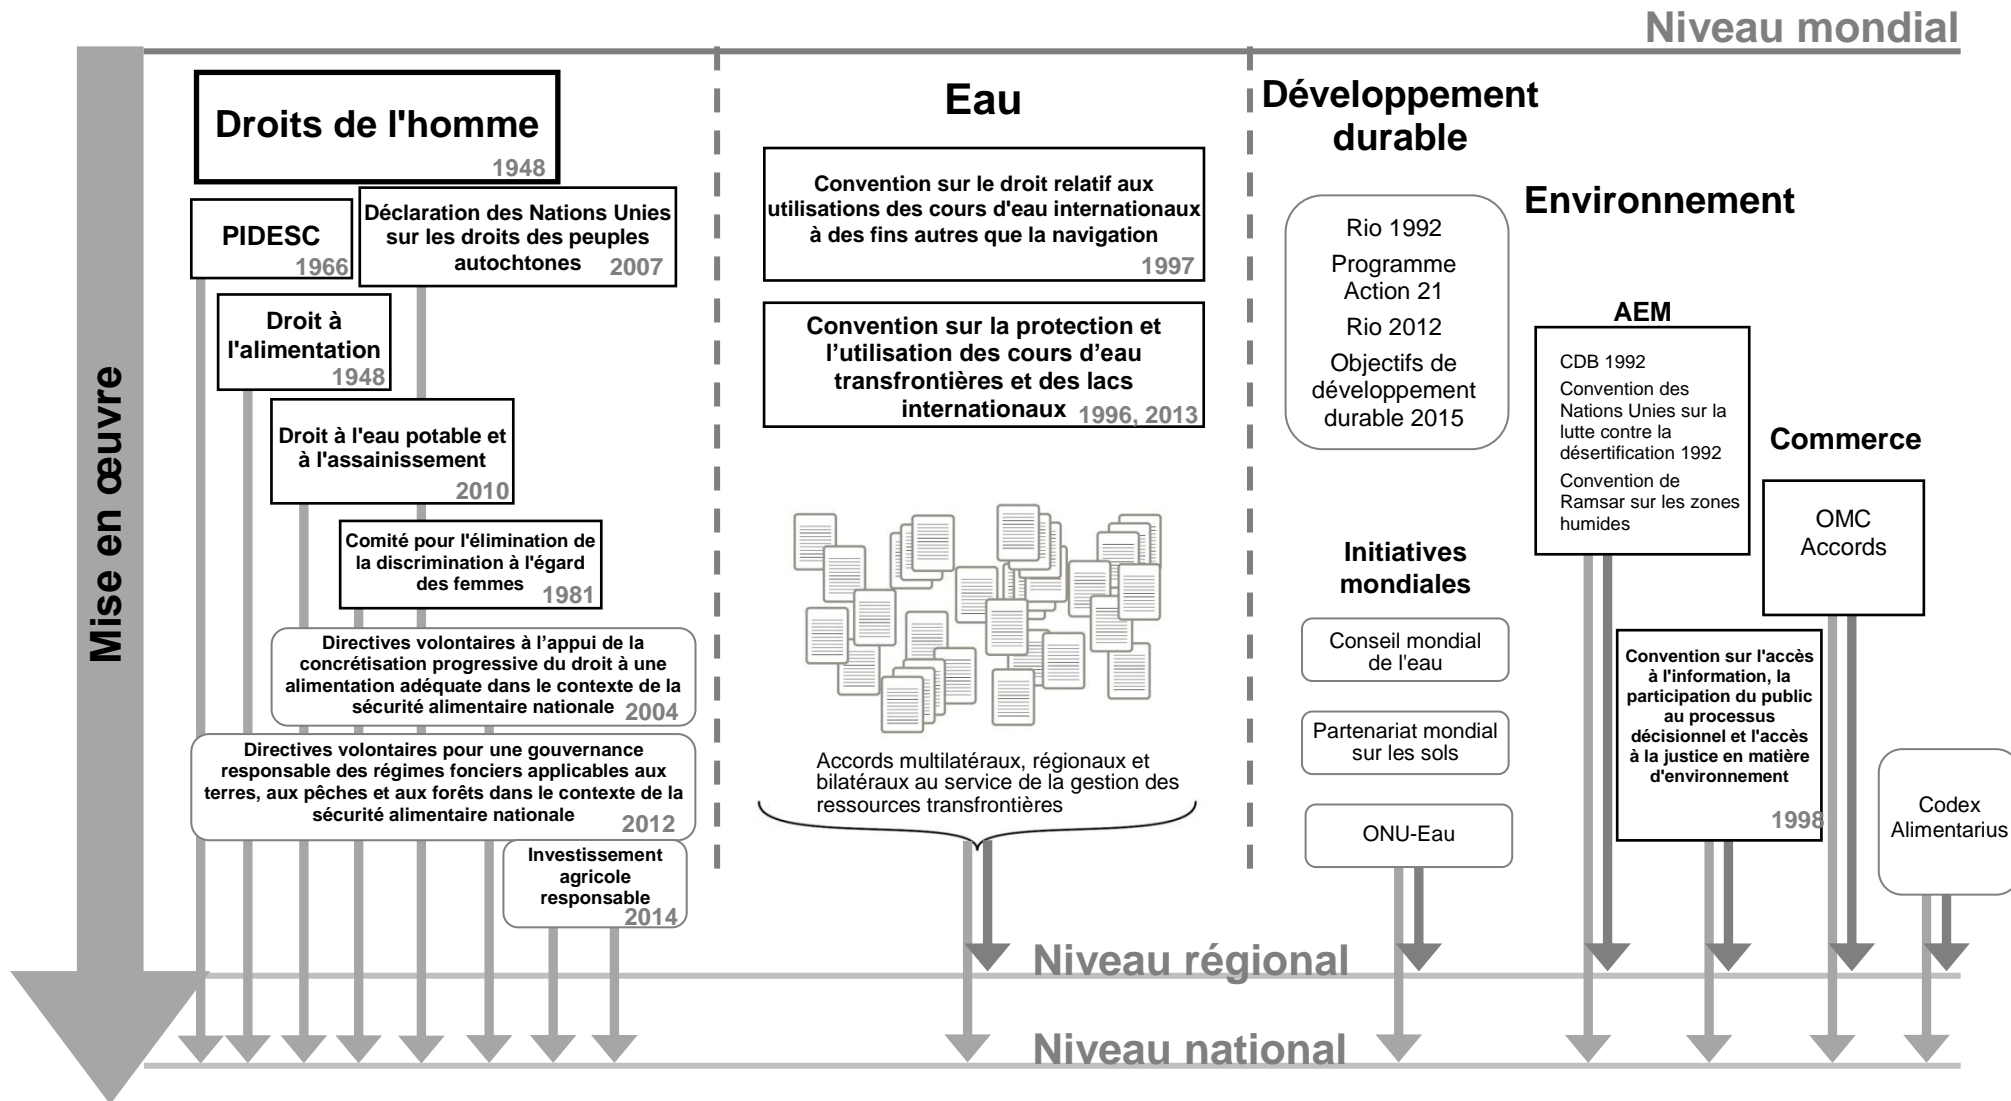 Niveau mondial
Mise en œuvre
Droits de l'homme
1948
PIDESC
1966
Déclaration des Nations Unies
sur les droits des peuples
autochtones 2007
Droit à
l'alimentation
1948
Droit à l'eau potable et
à l'assainissement
2010
Comité pour l'élimination de
la discrimination à l'égard
des femmes
1981
Directives volontaires à l’appui de la
concrétisation progressive du droit à une
alimentation adéquate dans le contexte de la
sécurité alimentaire nationale 2004
Directives volontaires pour une gouvernance
responsable des régimes fonciers applicables aux
terres, aux pêches et aux forêts dans le contexte de la
sécurité alimentaire nationale 2012
Investissement
agricole
responsable
2014
Eau
Convention sur le droit relatif aux
utilisations des cours d'eau internationaux
à des fins autres que la navigation
1997
Convention sur la protection et
l’utilisation des cours d’eau
transfrontières et des lacs
internationaux 1996, 2013
Accords multilatéraux, régionaux et
bilatéraux au service de la gestion des
ressources transfrontières
Développement
durable
Rio 1992
Programme
Action 21
Rio 2012
Objectifs de
développement
durable 2015
Initiatives
mondiales
Conseil mondial
de l'eau
Partenariat mondial
sur les sols
ONU-Eau
Environnement
AEM
CDB 1992
Convention des
Nations Unies sur la
lutte contre la
désertification 1992
Convention de
Ramsar sur les zones
humides
Convention sur l'accès
à l'information, la
participation du public
au processus
décisionnel et l'accès
à la justice en matière
d'environnement
1998
Commerce
OMC
Accords
Codex
Alimentarius
Niveau régional
Niveau national